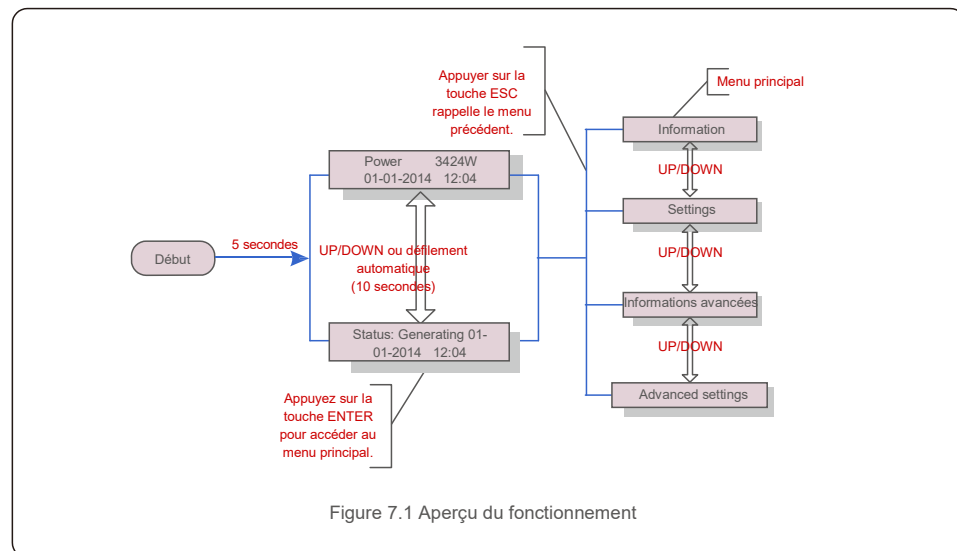 Appuyer sur la
touche ESC
rappelle le menu
précédent.
Menu principal
Information
UP/DOWN
Settings
UP/DOWN
Informations avancées
UP/DOWN
Advanced settings
Power 3424W
01-01-2014 12:04
5 secondes
Début
UP/DOWN ou défilement
automatique
(10 secondes)
Status: Generating 01-
01-2014 12:04
Appuyez sur la
touche ENTER
pour accéder au
menu principal.
Figure 7.1 Aperçu du fonctionnement